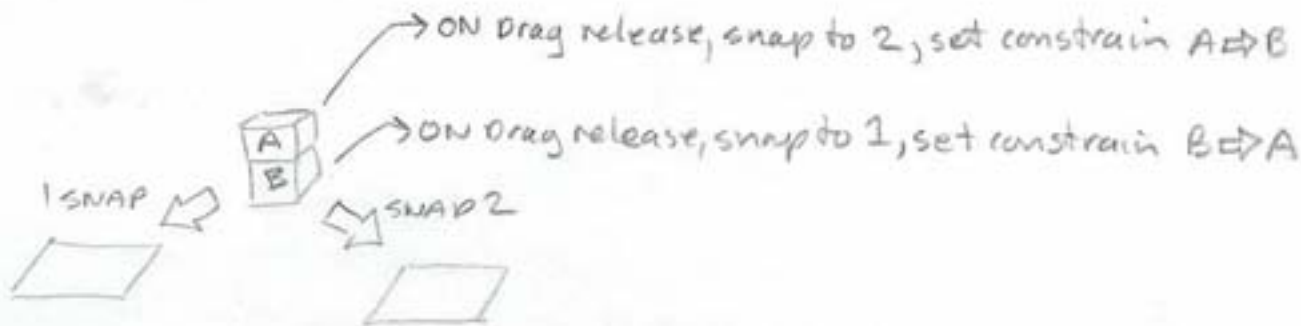 ON Drag release, snap to 2, set constrain A⇨B
A
ON Drag release, snap to 1, set constrain B⇨A
B
1 SNAP
SNAP 2